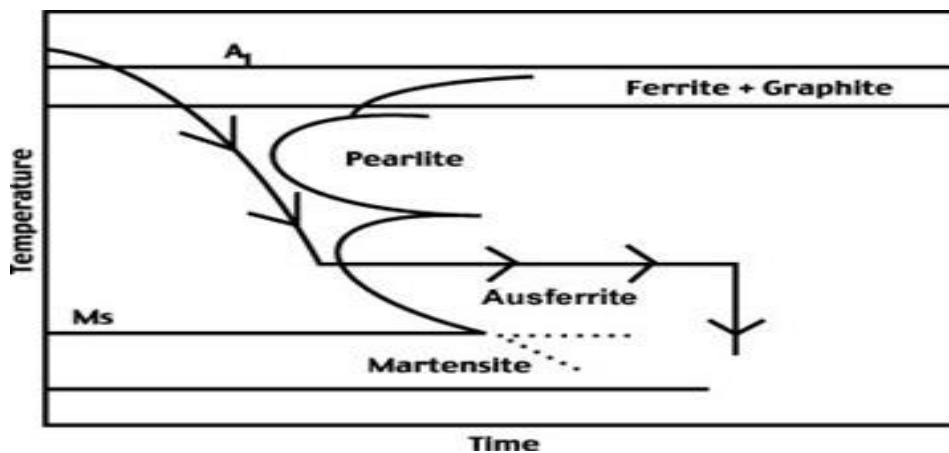 A1
Ferrite + Graphite
Pearlite
Temperature
Ausferrite
Ms
Martensite
Time